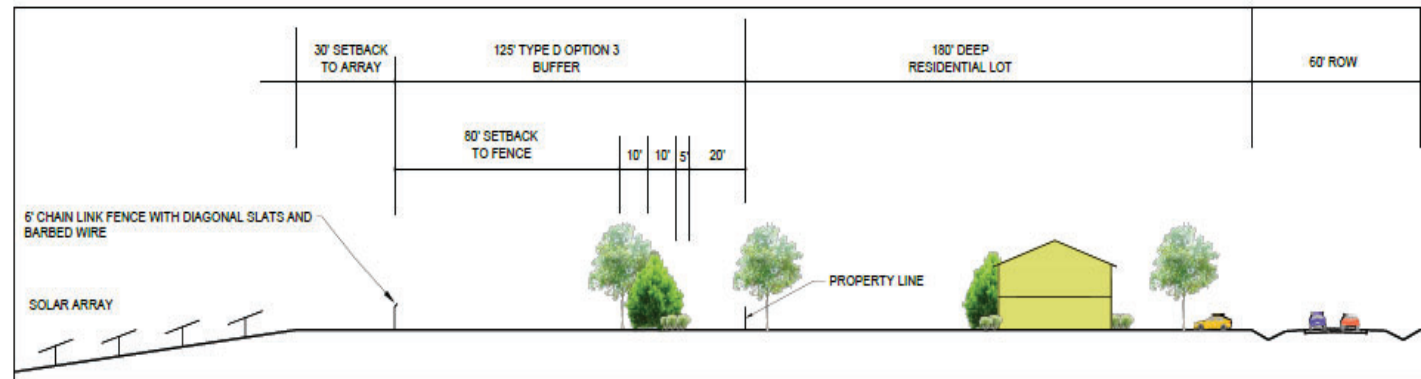 30' SETBACK
TO ARRAY
125' TYPE D OPTION 3
BUFFER
180' DEEP
RESIDENTIAL LOT
60' ROW
80' SETBACK
TO FENCE
10'
10'
5'
20'
6' CHAIN LINK FENCE WITH DIAGONAL SLATS AND
BARBED WIRE
SOLAR ARRAY
PROPERTY LINE